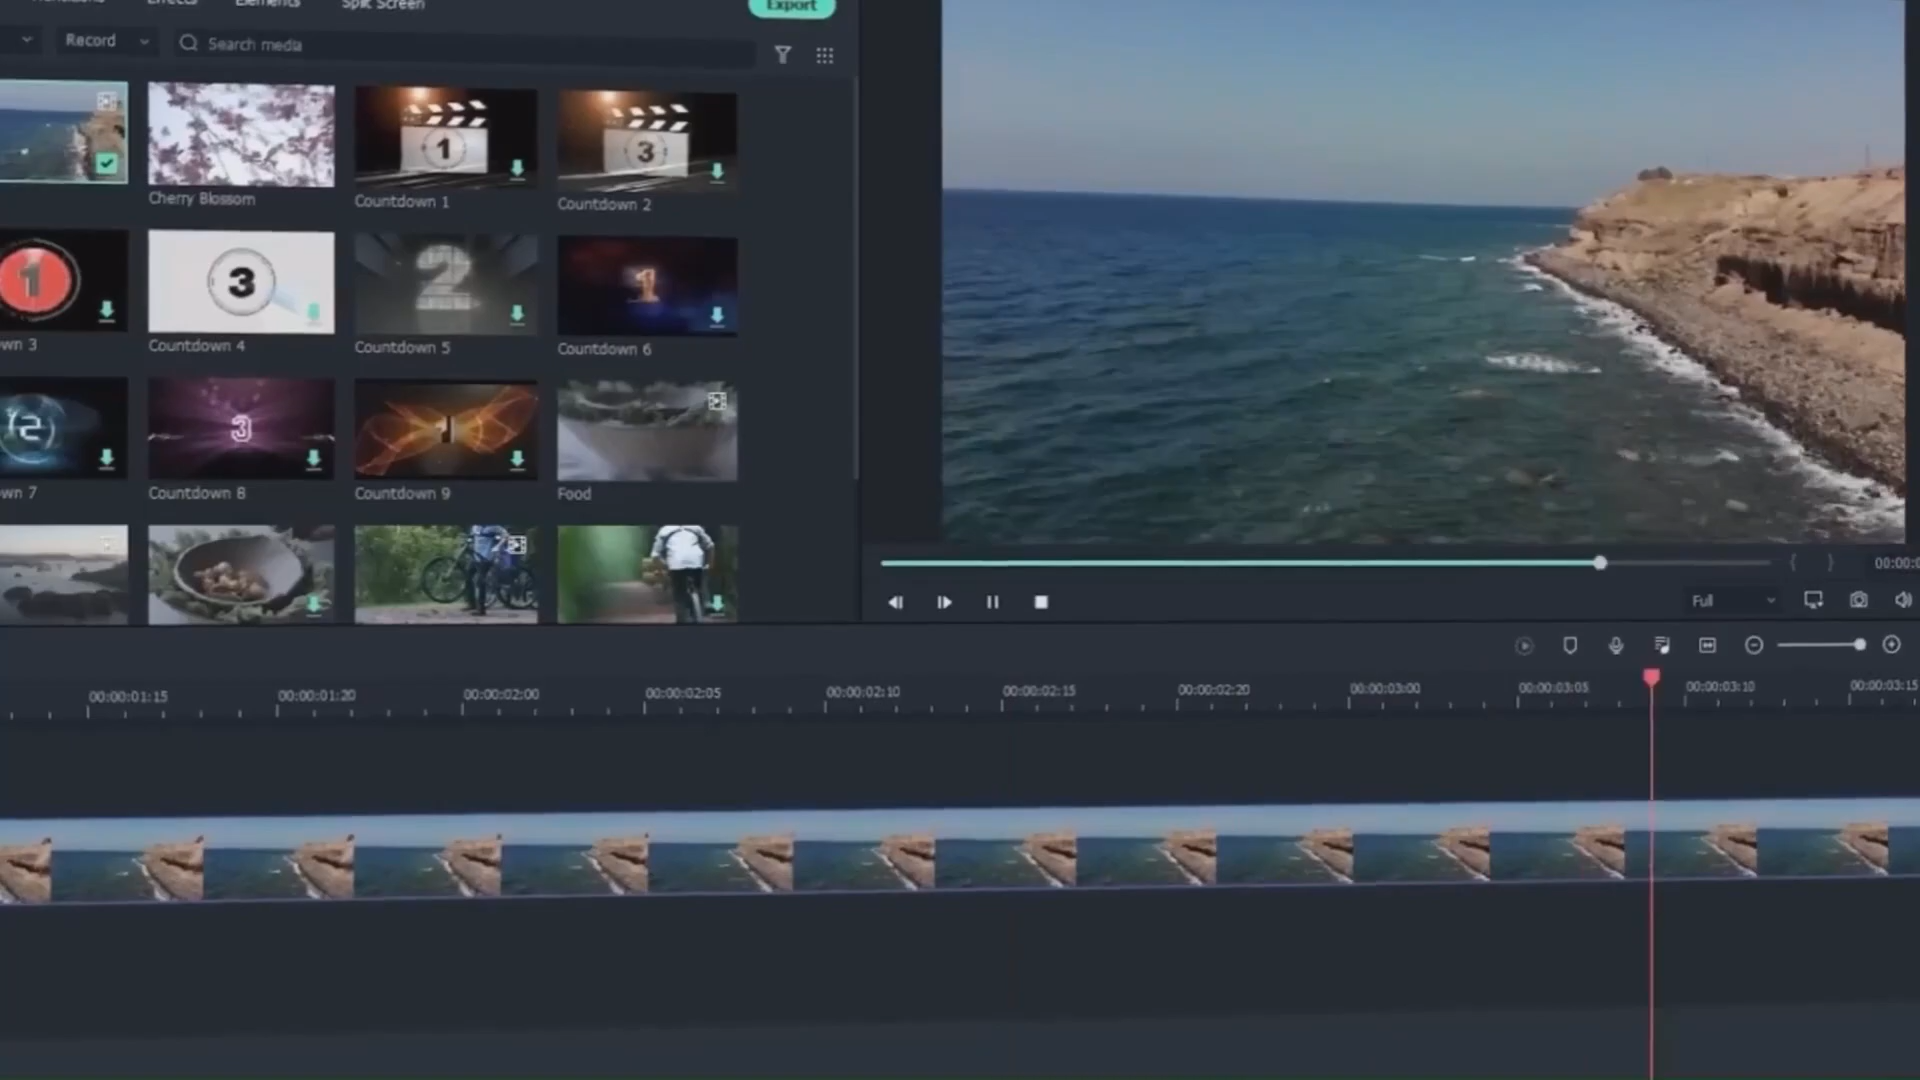 Effects Elements Split Screen Export
Record Search media
Cherry Blossom Countdown 1 Countdown 2
Countdown 4 Countdown 5 Countdown 6
Countdown 8 Countdown 9 Food
Full
00:00:01:15 00:00:01:20 00:00:02:00 00:00:02:05 00:00:02:10 00:00:02:15 00:00:02:20 00:00:03:00 00:00:03:05 00:00:03:10 00:00:03:15